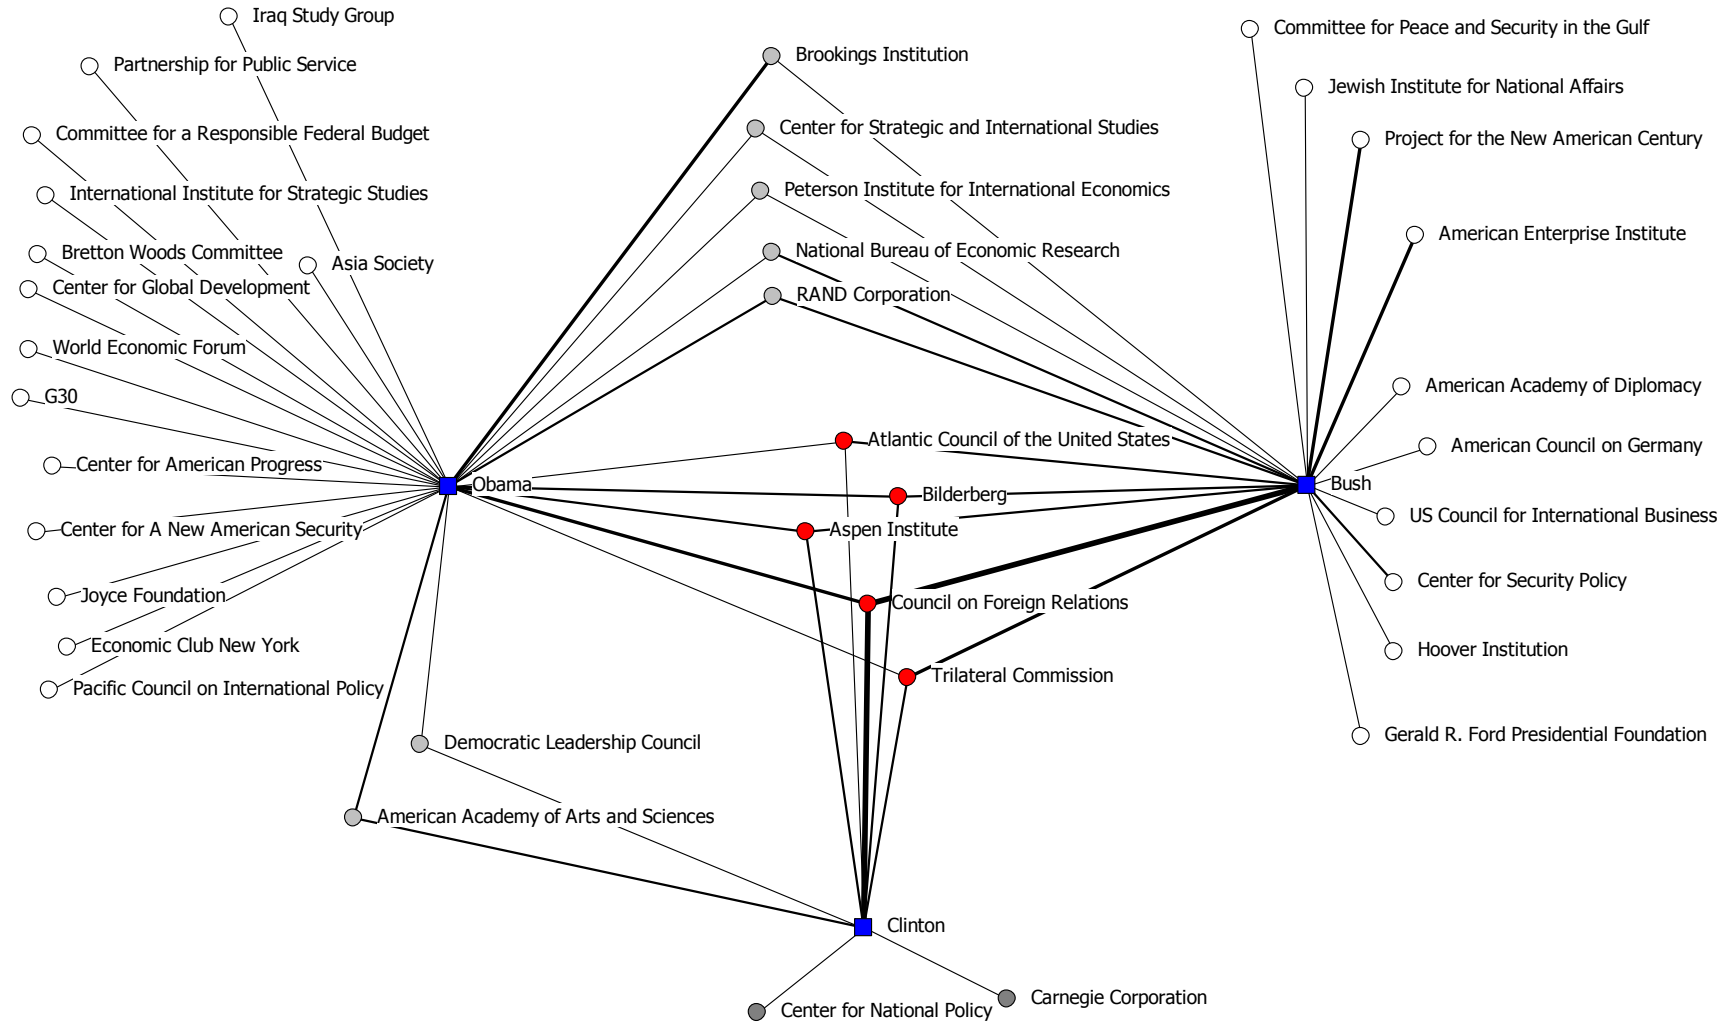 Iraq Study Group
Partnership for Public Service
Committee for a Responsible Federal Budget
International Institute for Strategic Studies
Bretton Woods Committee
Asia Society
Center for Global Development
World Economic Forum
G30
Center for American Progress
Center for A New American Security
Joyce Foundation
Economic Club New York
Pacific Council on International Policy
Obama
Democratic Leadership Council
American Academy of Arts and Sciences
Brookings Institution
Center for Strategic and International Studies
Peterson Institute for International Economics
National Bureau of Economic Research
RAND Corporation
Atlantic Council of the United States
Bilderberg
Aspen Institute
Council on Foreign Relations
Trilateral Commission
Clinton
Center for National Policy
Carnegie Corporation
Committee for Peace and Security in the Gulf
Jewish Institute for National Affairs
Project for the New American Century
American Enterprise Institute
American Academy of Diplomacy
American Council on Germany
Bush
US Council for International Business
Center for Security Policy
Hoover Institution
Gerald R. Ford Presidential Foundation